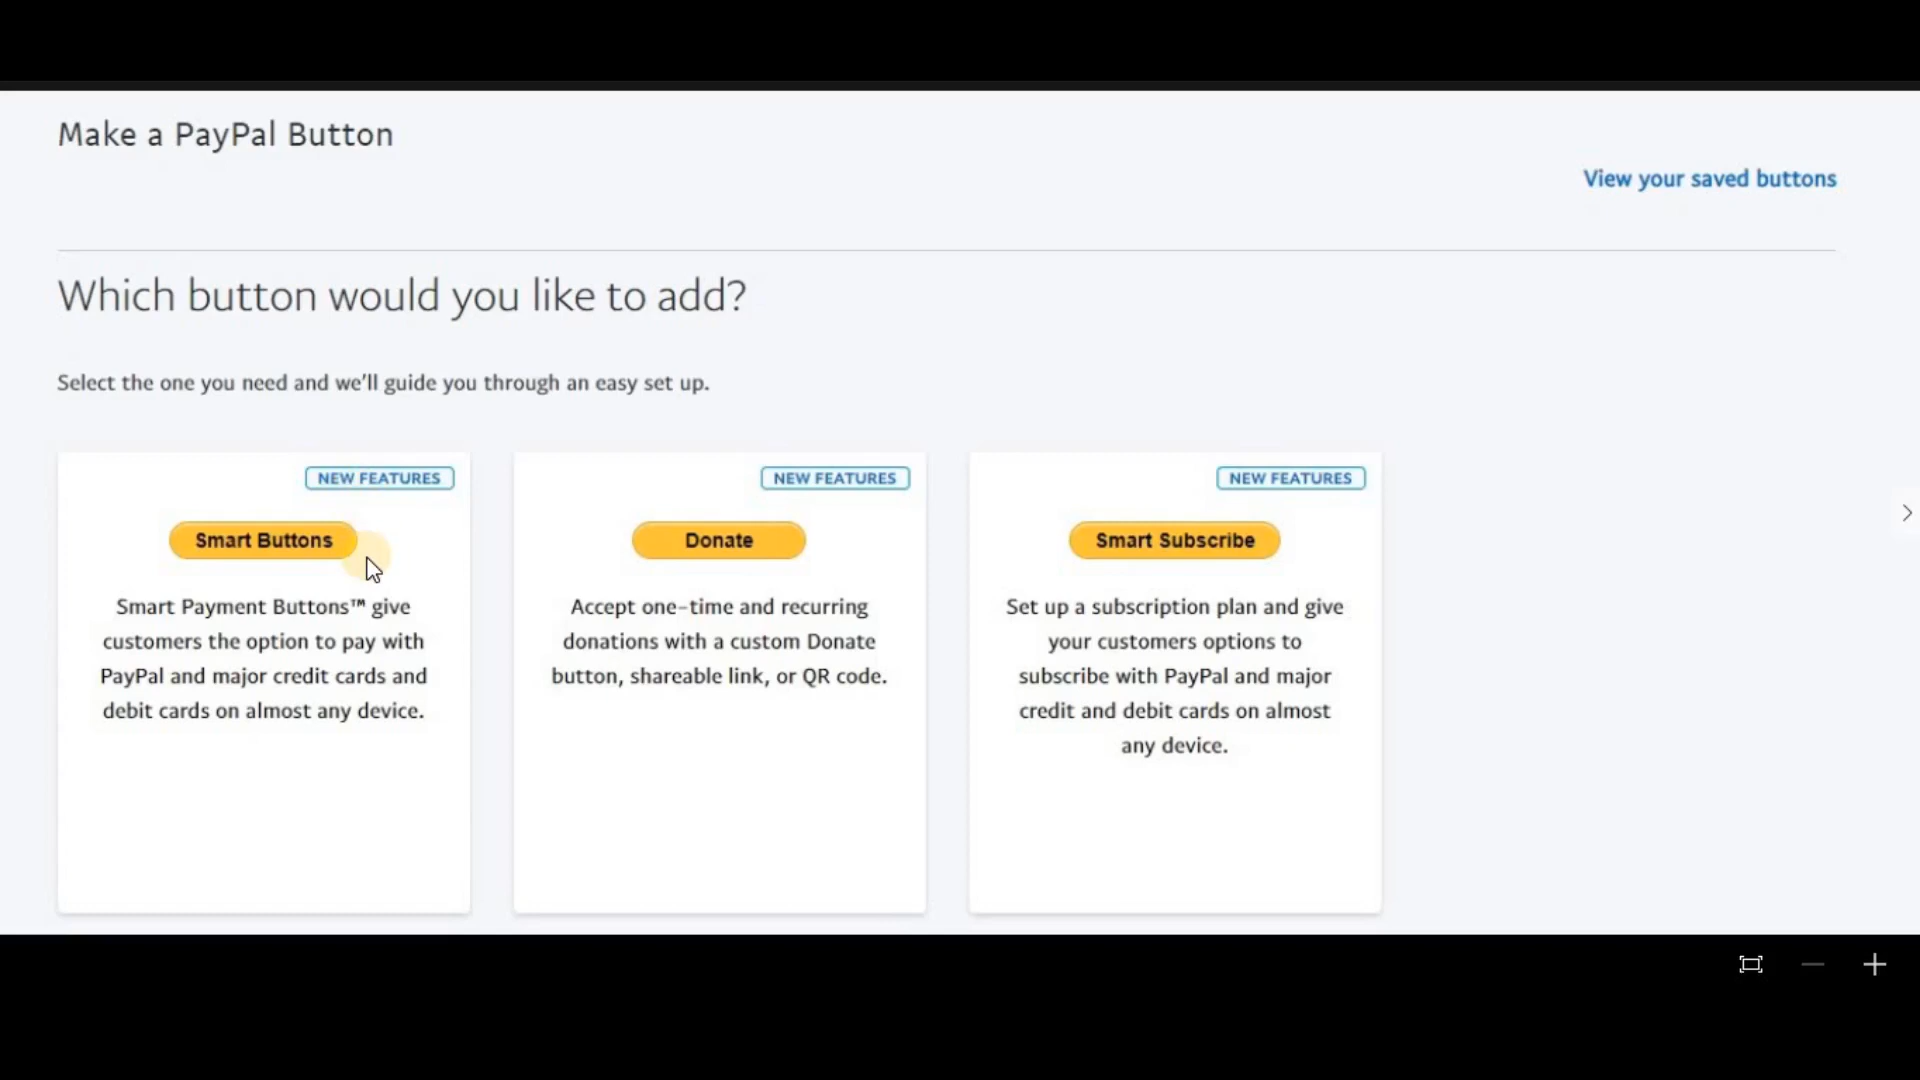 Make a PayPal Button
View your saved buttons
Which button would you like to add?
Select the one you need and we'll guide you through an easy set up.
NEW FEATURES
Smart Buttons
Smart Payment Buttons™ give
customers the option to pay with
PayPal and major credit cards and
debit cards on almost any device.
NEW FEATURES
Donate
Accept one-time and recurring
donations with a custom Donate
button, shareable link, or QR code.
NEW FEATURES
Smart Subscribe
Set up a subscription plan and give
your customers options to
subscribe with PayPal and major
credit and debit cards on almost
any device.